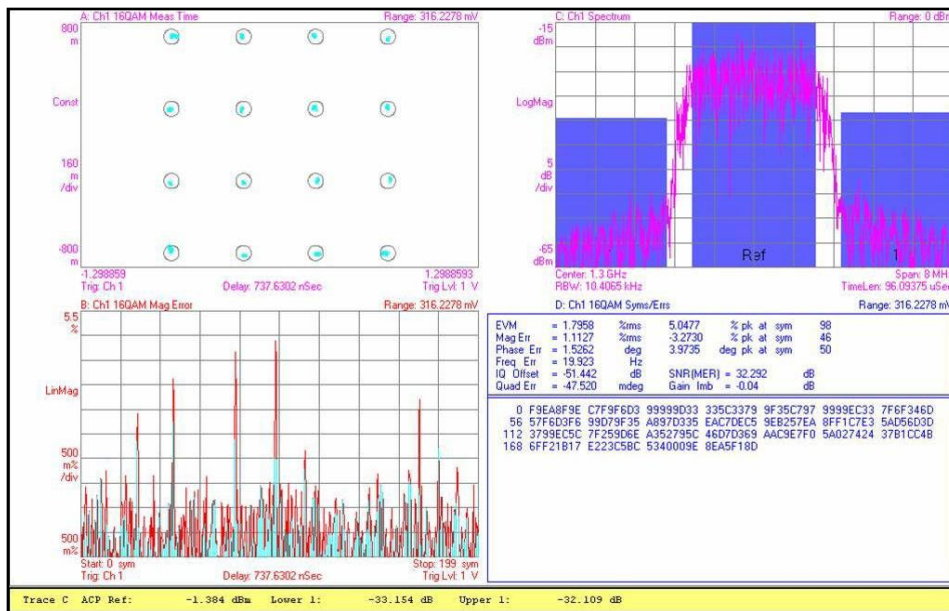 A: Ch1 16QAM Meas Time Range: 316.2278 mV
800
m
Const
160
m
/div
-800
m
-1.298859 1.2988593
Trig: Ch 1 Delay: 737.6302 nSec Trig Lvl: 1 V
C: Ch1 Spectrum Range: 0 dBm
-15
dBm
LogMag
5
dB
/div
-65
dBm
Ref
1
Center: 1.3 GHz Span: 8 MHz
RBW: 10.4065 kHz TimeLen: 96.09375 uSec
B: Ch1 16QAM Mag Error Range: 316.2278 mV
5.5
%
LinMag
500
m%
/div
500
m%
Start: 0 sym Stop: 199 sym
Trig: Ch 1 Delay: 737.6302 nSec Trig Lvl: 1 V
D: Ch1 16QAM Syms/Errs Range: 316.2278 mV
EVM = 1.7958 %rms 5.0477 % pk at sym 98
Mag Err = 1.1127 %rms -3.2730 % pk at sym 46
Phase Err = 1.5262 deg 3.9735 deg pk at sym 50
Freq Err = 19.923 Hz
IQ Offset = -51.442 dB SNR(MER) = 32.292 dB
Quad Err = -47.520 mdeg Gain Imb = -0.04 dB
0 F9EA8F9E C7F9F6D3 99999D33 335C3379 9F35C797 9999EC33 7F6F346D
56 57F6D3F6 99D79F35 A897D335 EAC7DEC5 9EB257EA 8FF1C7E3 5AD56D3D
112 3799EC5C 7F259D6E A352795C 46D7D369 AAC9E7F0 5A027424 37B1CC4B
168 6FF21B17 E223C5BC 5340009E 8EA5F18D
Trace C ACP Ref: -1.384 dBm Lower 1: -33.154 dB Upper 1: -32.109 dB